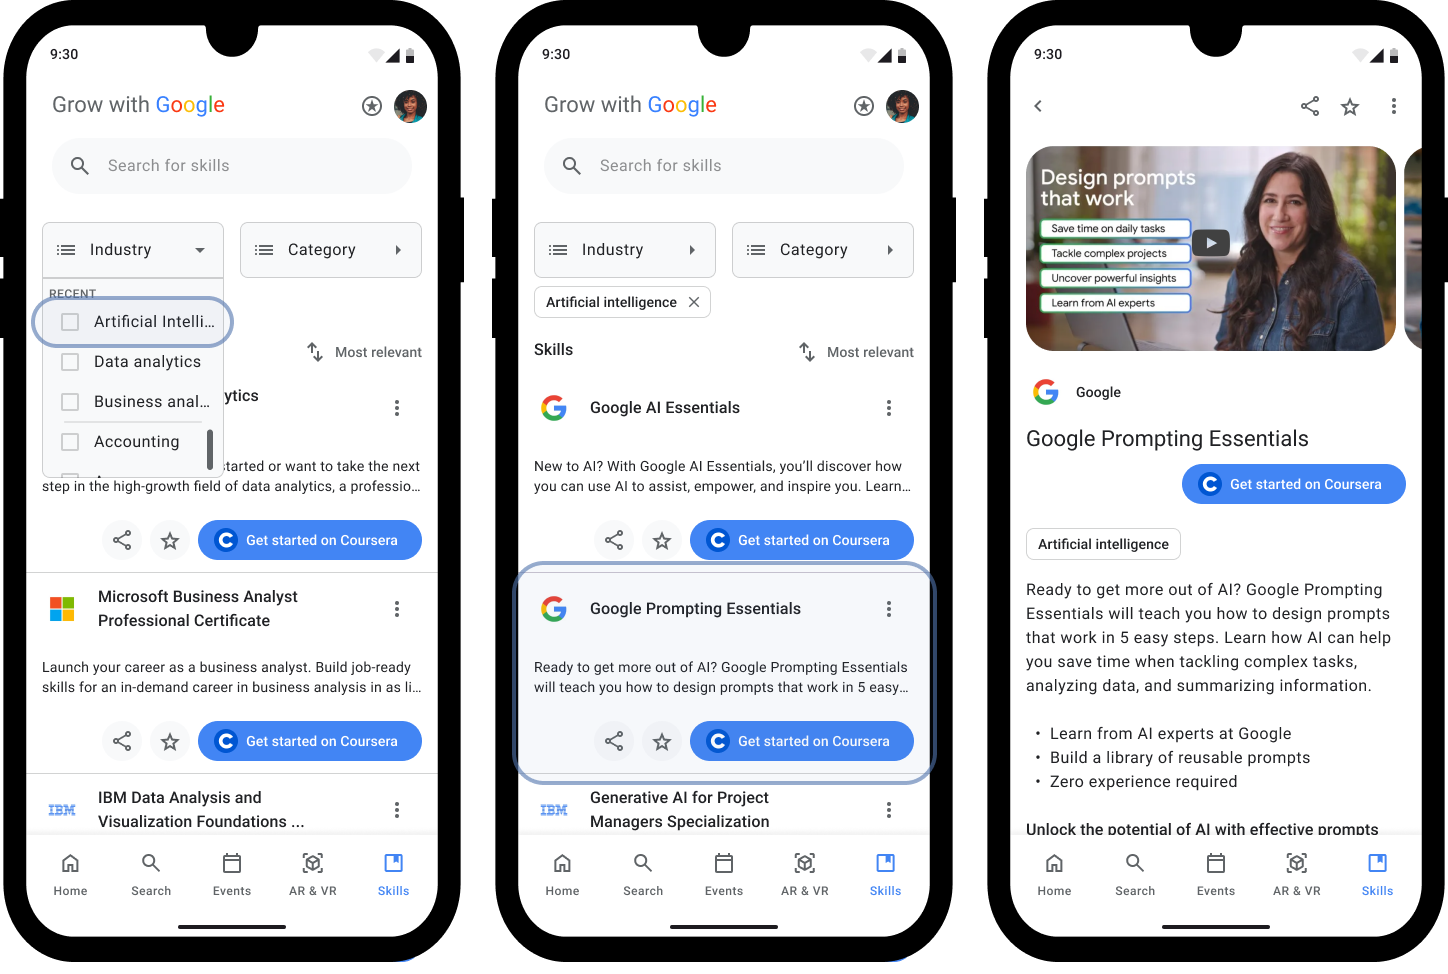 9:30
Grow with Google
Search for skills
Industry
Category
RECENT
Artificial Intelli...
Data analytics
Business anal...
Accounting
Most relevant
ytics
started or want to take the next
step in the high-growth field of data analytics, a professio...
Get started on Coursera
Microsoft Business Analyst
Professional Certificate
Launch your career as a business analyst. Build job-ready
skills for an in-demand career in business analysis in as li...
Get started on Coursera
IBM
IBM Data Analysis and
Visualization Foundations ...
Home
Search
Events
AR & VR
Skills
9:30
Grow with Google
Search for skills
Industry
Category
Artificial intelligence
Skills
Most relevant
Google AI Essentials
New to AI? With Google AI Essentials, you’ll discover how
you can use AI to assist, empower, and inspire you. Learn...
Get started on Coursera
Google Prompting Essentials
Ready to get more out of AI? Google Prompting Essentials
will teach you how to design prompts that work in 5 easy...
Get started on Coursera
IBM
Generative AI for Project
Managers Specialization
Home
Search
Events
AR & VR
Skills
9:30
Design prompts
that work
Save time on daily tasks
Tackle complex projects
Uncover powerful insights
Learn from AI experts
Google
Google Prompting Essentials
Get started on Coursera
Artificial intelligence
Ready to get more out of AI? Google Prompting
Essentials will teach you how to design prompts
that work in 5 easy steps. Learn how AI can help
you save time when tackling complex tasks,
analyzing data, and summarizing information.
• Learn from AI experts at Google
• Build a library of reusable prompts
• Zero experience required
Unlock the potential of AI with effective prompts
Home
Search
Events
AR & VR
Skills